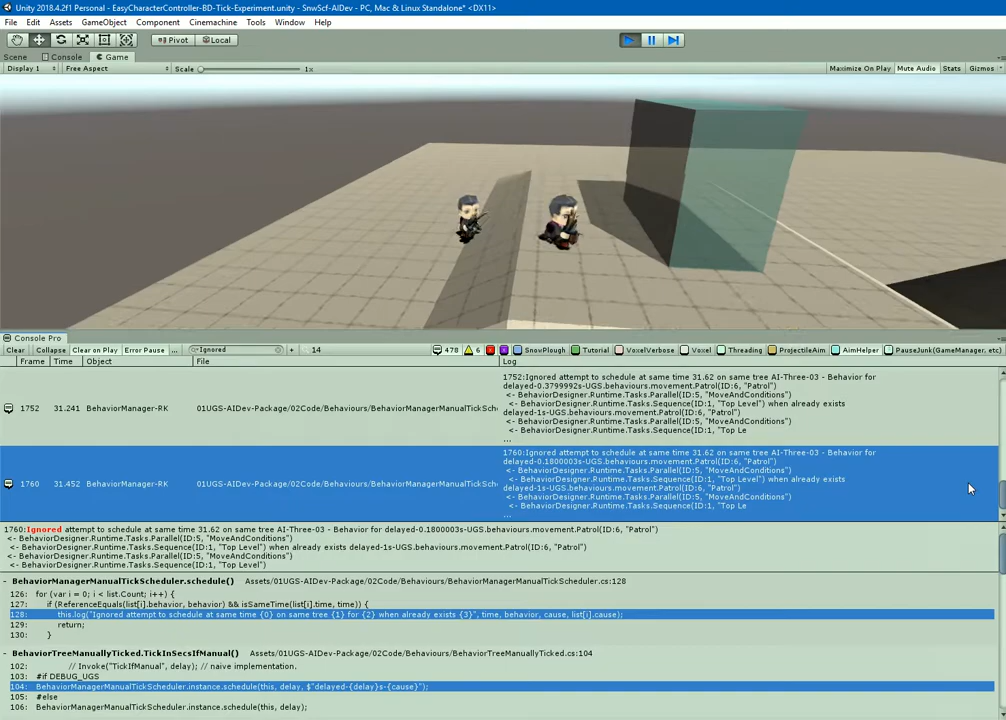 Unity 2018.4.2f1 Personal - EasyCharacterController-BD-Tick-Experiment.unity - SnwScf-AIDev - PC, Mac & Linux Standalone* <DX11>
File Edit Assets GameObject Component Cinemachine Tools Window Help
Pivot Local
Scene Console Game
Display 1 Free Aspect Scale 1x Maximize On Play Mute Audio Stats Gizmos
Console Pro
Clear Collapse Clear on Play Error Pause ... Ignored + 14 478 6 SnowPlough Tutorial VoxelVerbose Voxel Threading ProjectileAim AimHelper PauseJunk(GameManager, etc)
Frame Time Object File Log
1752 31.241 BehaviorManager-RK 01UGS-AIDev-Package/02Code/Behaviours/BehaviorManagerManualTickSch
1752:Ignored attempt to schedule at same time 31.62 on same tree AI-Three-03 - Behavior for
delayed-0.3799992s-UGS.behaviours.movement.Patrol(ID:6, "Patrol")
<- BehaviorDesigner.Runtime.Tasks.Parallel(ID:5, "MoveAndConditions")
<- BehaviorDesigner.Runtime.Tasks.Sequence(ID:1, "Top Level") when already exists
delayed-1s-UGS.behaviours.movement.Patrol(ID:6, "Patrol")
<- BehaviorDesigner.Runtime.Tasks.Parallel(ID:5, "MoveAndConditions")
<- BehaviorDesigner.Runtime.Tasks.Sequence(ID:1, "Top Le
...
1760 31.452 BehaviorManager-RK 01UGS-AIDev-Package/02Code/Behaviours/BehaviorManagerManualTickSch
1760:Ignored attempt to schedule at same time 31.62 on same tree AI-Three-03 - Behavior for
delayed-0.1800003s-UGS.behaviours.movement.Patrol(ID:6, "Patrol")
<- BehaviorDesigner.Runtime.Tasks.Parallel(ID:5, "MoveAndConditions")
<- BehaviorDesigner.Runtime.Tasks.Sequence(ID:1, "Top Level") when already exists
delayed-1s-UGS.behaviours.movement.Patrol(ID:6, "Patrol")
<- BehaviorDesigner.Runtime.Tasks.Parallel(ID:5, "MoveAndConditions")
<- BehaviorDesigner.Runtime.Tasks.Sequence(ID:1, "Top Le
...
1760:Ignored attempt to schedule at same time 31.62 on same tree AI-Three-03 - Behavior for delayed-0.1800003s-UGS.behaviours.movement.Patrol(ID:6, "Patrol")
<- BehaviorDesigner.Runtime.Tasks.Parallel(ID:5, "MoveAndConditions")
<- BehaviorDesigner.Runtime.Tasks.Sequence(ID:1, "Top Level") when already exists delayed-1s-UGS.behaviours.movement.Patrol(ID:6, "Patrol")
<- BehaviorDesigner.Runtime.Tasks.Parallel(ID:5, "MoveAndConditions")
<- BehaviorDesigner.Runtime.Tasks.Sequence(ID:1, "Top Level")
- BehaviorManagerManualTickScheduler.schedule() Assets/01UGS-AIDev-Package/02Code/Behaviours/BehaviorManagerManualTickScheduler.cs:128
126: for (var i = 0; i < list.Count; i++) {
127: if (ReferenceEquals(list[i].behavior, behavior) && isSameTime(list[i].time, time)) {
128: this.log("Ignored attempt to schedule at same time {0} on same tree {1} for {2} when already exists {3}", time, behavior, cause, list[i].cause);
129: return;
130: }
- BehaviorTreeManuallyTicked.TickInSecsIfManual() Assets/01UGS-AIDev-Package/02Code/Behaviours/BehaviorTreeManuallyTicked.cs:104
102: // Invoke("TickIfManual", delay); // naive implementation.
103: #if DEBUG_UGS
104: BehaviorManagerManualTickScheduler.instance.schedule(this, delay, $"delayed-{delay}s-{cause}");
105: #else
106: BehaviorManagerManualTickScheduler.instance.schedule(this, delay);